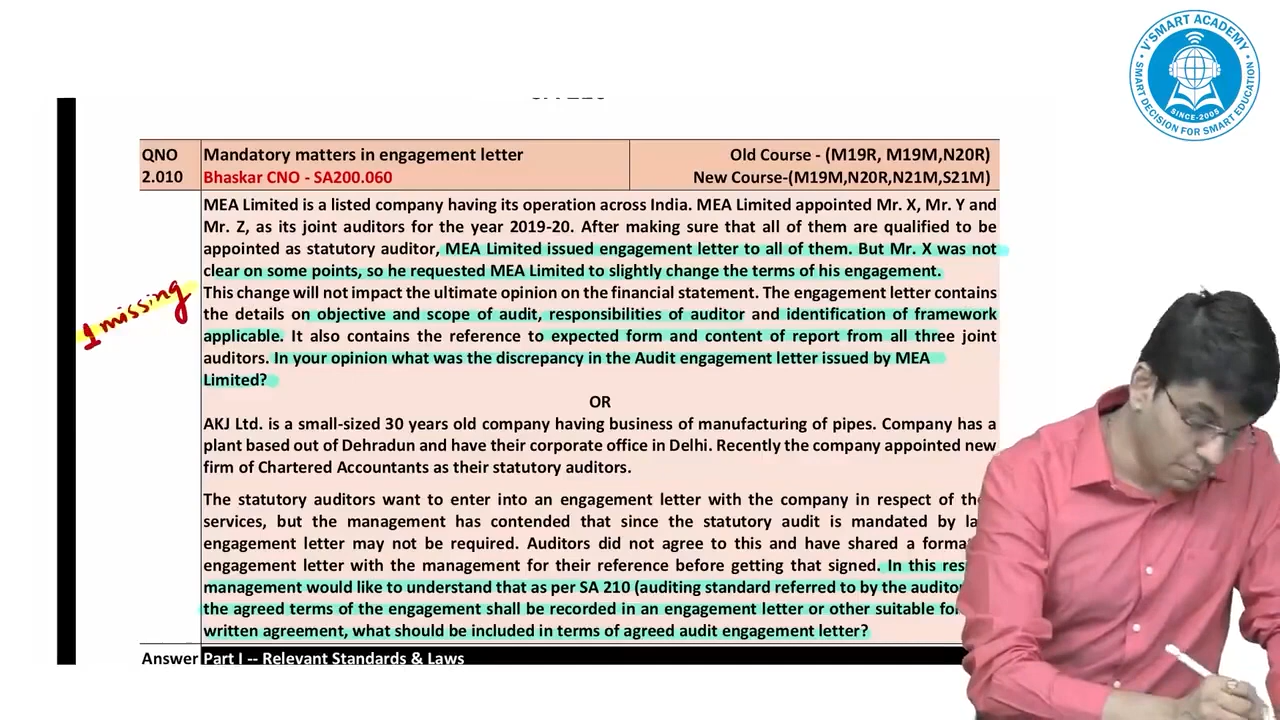 V'SMART ACADEMY
SINCE-2005
SMART DECISION FOR SMART EDUCATION
QNO 2.010
Mandatory matters in engagement letter
Bhaskar CNO - SA200.060
Old Course - (M19R, M19M,N20R)
New Course-(M19M,N20R,N21M,S21M)
MEA Limited is a listed company having its operation across India. MEA Limited appointed Mr. X, Mr. Y and
Mr. Z, as its joint auditors for the year 2019-20. After making sure that all of them are qualified to be
appointed as statutory auditor, MEA Limited issued engagement letter to all of them. But Mr. X was not
clear on some points, so he requested MEA Limited to slightly change the terms of his engagement.
This change will not impact the ultimate opinion on the financial statement. The engagement letter contains
the details on objective and scope of audit, responsibilities of auditor and identification of framework
applicable. It also contains the reference to expected form and content of report from all three joint
auditors. In your opinion what was the discrepancy in the Audit engagement letter issued by MEA
Limited?
1 missing
OR
AKJ Ltd. is a small-sized 30 years old company having business of manufacturing of pipes. Company has a
plant based out of Dehradun and have their corporate office in Delhi. Recently the company appointed new
firm of Chartered Accountants as their statutory auditors.
The statutory auditors want to enter into an engagement letter with the company in respect of
services, but the management has contended that since the statutory audit is mandated by
engagement letter may not be required. Auditors did not agree to this and have shared a
engagement letter with the management for their reference before getting that signed. In this
management would like to understand that as per SA 210 (auditing standard referred to by the
the agreed terms of the engagement shall be recorded in an engagement letter or other suitable
written agreement, what should be included in terms of agreed audit engagement letter?
Answer Part I -- Relevant Standards & Laws